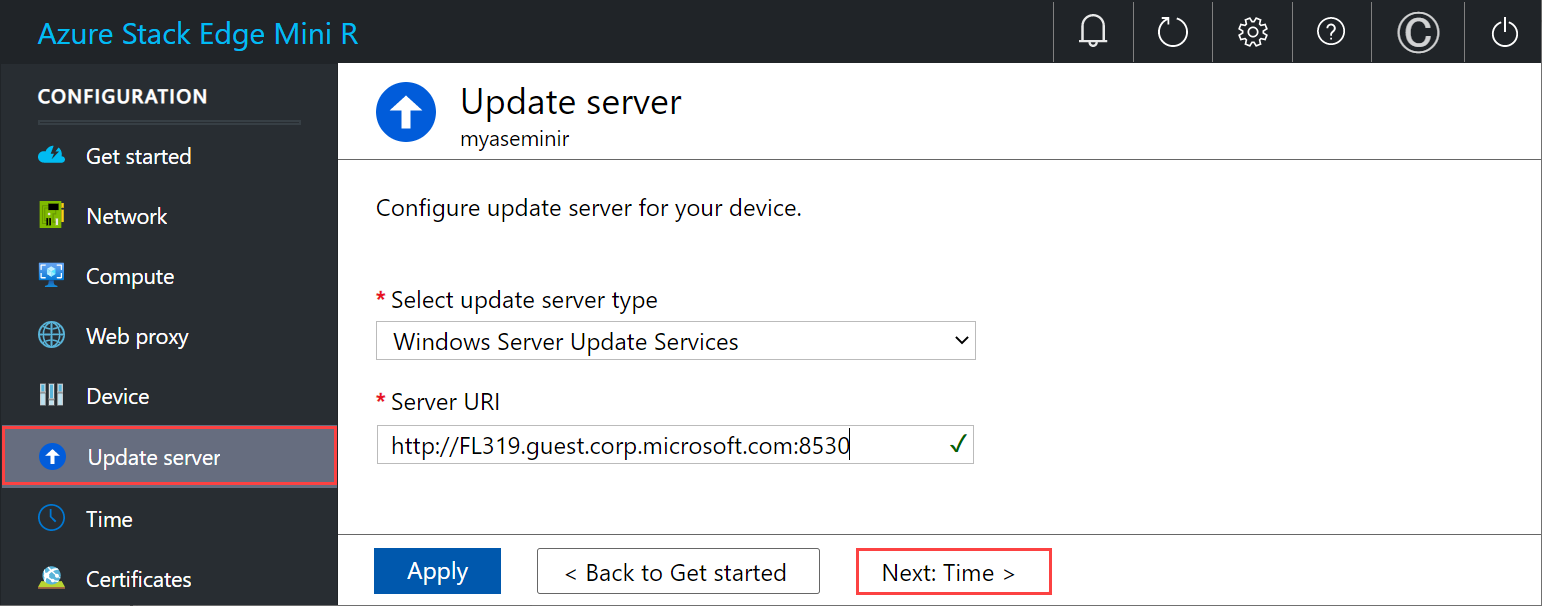 Azure Stack Edge Mini R
CONFIGURATION
Get started
Network
Compute
Web proxy
Device
Update server
Time
Certificates
Update server
myaseminir
Configure update server for your device.
* Select update server type
Windows Server Update Services
* Server URI
http://FL319.guest.corp.microsoft.com:8530
Apply
< Back to Get started
Next: Time >